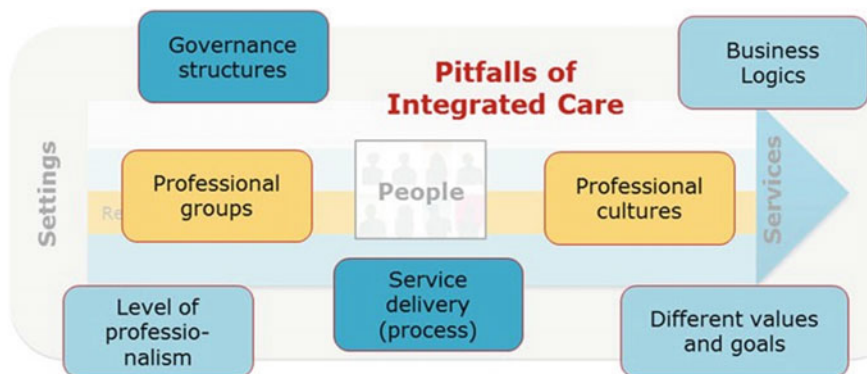 Governance
structures
Pitfalls of
Integrated Care
Business
Logics
Settings
Professional
groups
Re
People
Professional
cultures
Services
Level of
professio-
nalism
Service
delivery
(process)
Different values
and goals